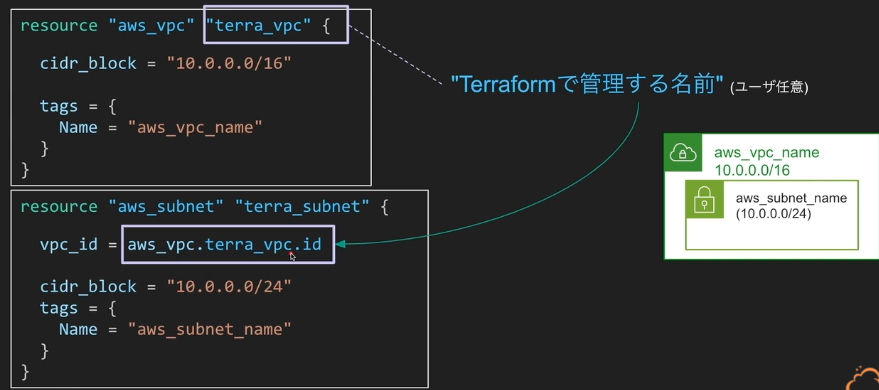 resource "aws_vpc" "terra_vpc" {
cidr_block = "10.0.0.0/16"
tags = {
Name = "aws_vpc_name"
}
}
"Terraformで管理する名前" (ユーザ任意)
aws_vpc_name
10.0.0.0/16
aws_subnet_name
(10.0.0.0/24)
resource "aws_subnet" "terra_subnet" {
vpc_id = aws_vpc.terra_vpc.id
cidr_block = "10.0.0.0/24"
tags = {
Name = "aws_subnet_name"
}
}